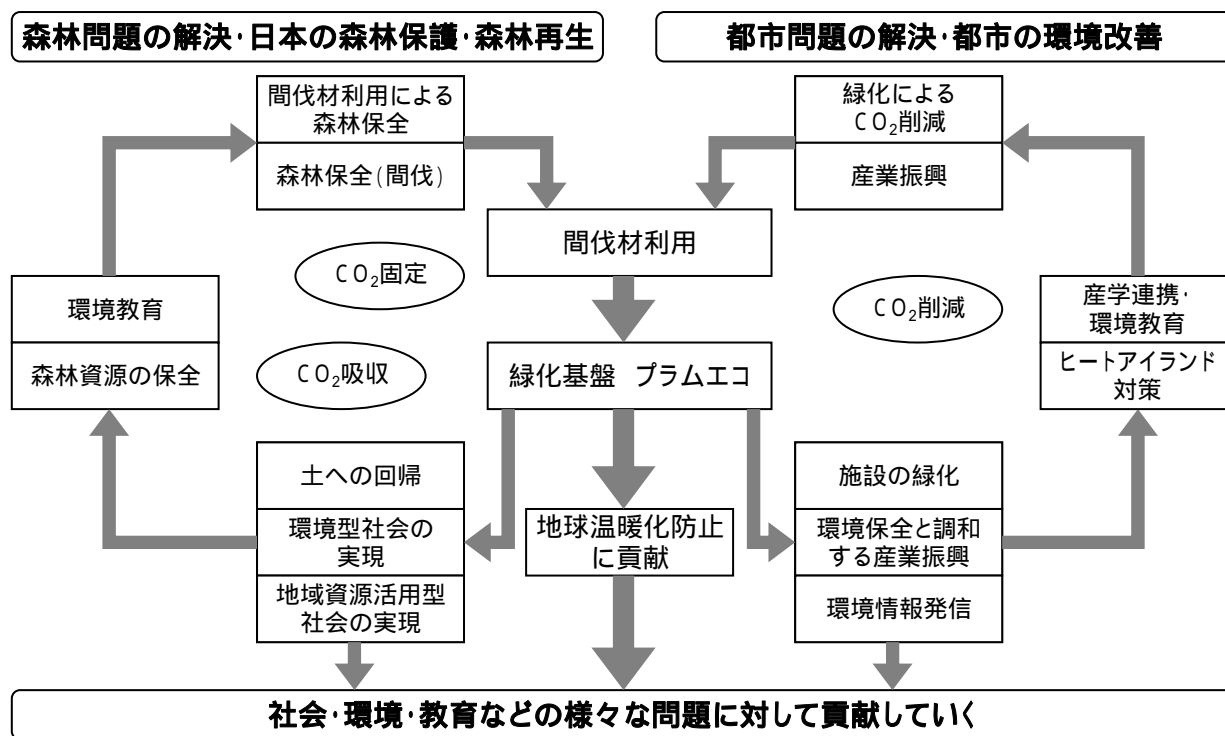 森林問題の解決・日本の森林保護・森林再生
都市問題の解決・都市の環境改善
間伐材利用による
森林保全
森林保全(間伐)
緑化による
CO₂削減
産業振興
間伐材利用
CO₂固定
CO₂削減
環境教育
森林資源の保全
産学連携・
環境教育
ヒートアイランド
対策
CO₂吸収
緑化基盤 プラムエコ
土への回帰
環境型社会の
実現
地域資源活用型
社会の実現
地球温暖化防止
に貢献
施設の緑化
環境保全と調和
する産業振興
環境情報発信
社会・環境・教育などの様々な問題に対して貢献していく